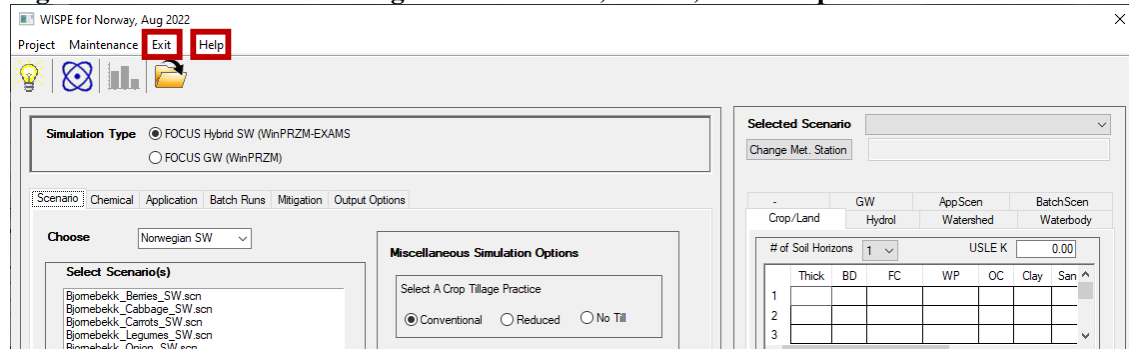 WISPE for Norway, Aug 2022
Project Maintenance Exit Help
Simulation Type FOCUS Hybrid SW (WinPRZM-EXAMS
FOCUS GW (WinPRZM)
Scenario Chemical Application Batch Runs Mitigation Output Options
Choose Norwegian SW
Select Scenario(s)
Bjornebekk_Berries_SW.scn
Bjornebekk_Cabbage_SW.scn
Bjornebekk_Carrots_SW.scn
Bjornebekk_Legumes_SW.scn
Bjornebekk_Onion_SW.scn
Miscellaneous Simulation Options
Select A Crop Tillage Practice
Conventional Reduced No Till
Selected Scenario
Change Met. Station
- GW AppScen BatchScen
Crop/Land Hydrol Watershed Waterbody
# of Soil Horizons 1 USLE K 0.00
Thick BD FC WP OC Clay San
1
2
3